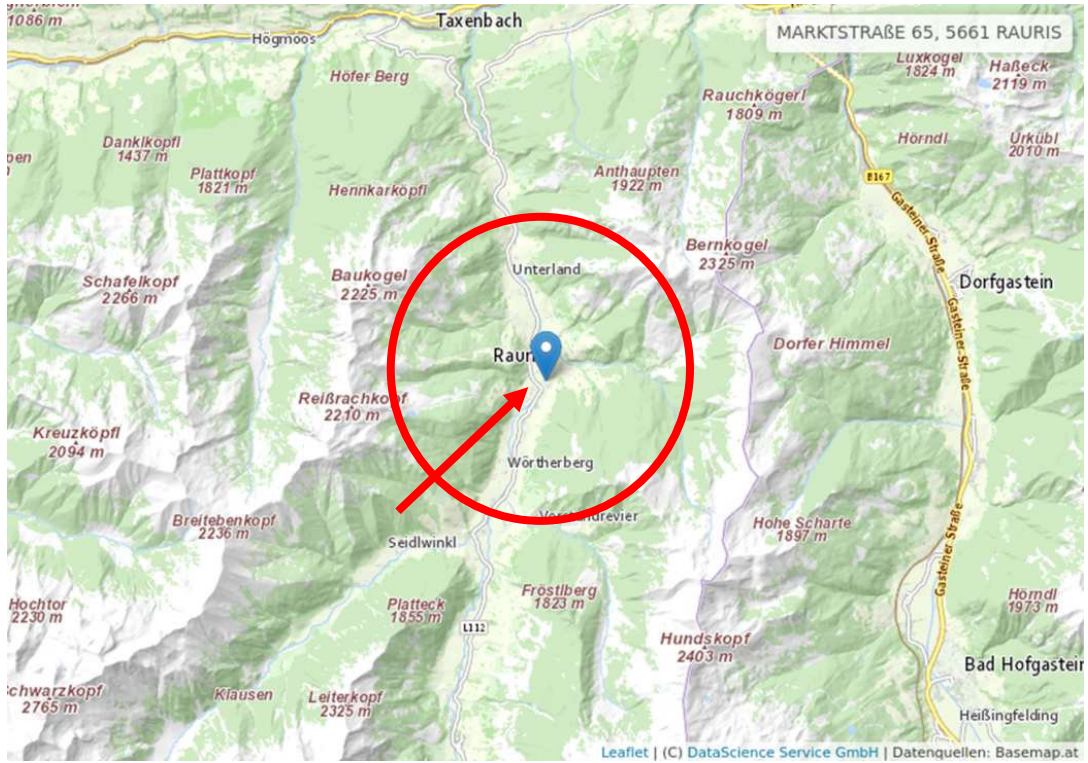 1086 m
Taxenbach
Högmoos
MARKTSTRAßE 65, 5661 RAURIS
Höfer Berg
Luxkogel
1824 m
Haßeck
2119 m
Rauchkögerl
1809 m
Danklkopfl
1437 m
Hörndl
Urkübl
2010 m
Plattkopf
1821 m
Anthaupten
1922 m
B167
Hennkarköpfl
Gasteiner-Straße
Bernkogel
2325 m
Unterland
Baukogel
2225 m
Schafelkopf
2266 m
Dorfgastein
Gasteiner-Straße
Dorfer Himmel
Reißrachkopf
2210 m
Kreuzköpfl
2094 m
Wörtherberg
Breitebenkopf
2236 m
Hohe Scharte
1897 m
Gasteiner Straße
Seidlwinkl
Fröstlberg
1823 m
Hochtor
2230 m
Platteck
1855 m
Hörndl
1973 m
L112
Hundskopf
2403 m
Bad Hofgastein
2765 m
Klausen
Leiterkopf
2325 m
Heißingfelding
Leaflet | (C) DataScience Service GmbH | Datenquellen: Basemap.at